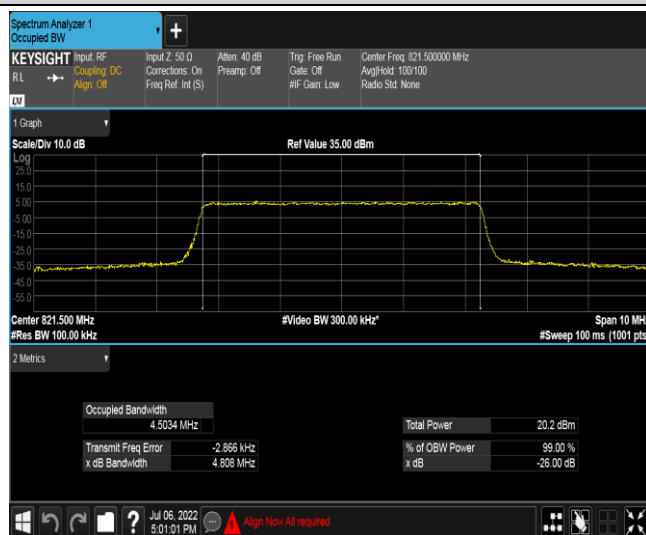 Spectrum Analyzer 1
Occupied BW
+
KEYSIGHT Input: RF Input Z: 50 Ω Atten: 40 dB Trig: Free Run Center Freq: 821.500000 MHz
RL Coupling: DC Corrections: On Preamp: Off Gate: Off Avg|Hold: 100/100
Align: Off Freq Ref: Int (S) #IF Gain: Low Radio Std: None
LXI
1 Graph
Scale/Div 10.0 dB Ref Value 35.00 dBm
Log
25.0
15.0
5.00
-5.00
-15.0
-25.0
-35.0
-45.0
-55.0
Center 821.500 MHz #Video BW 300.00 kHz* Span 10 MHz
#Res BW 100.00 kHz #Sweep 100 ms (1001 pts)
2 Metrics
Occupied Bandwidth
4.5034 MHz Total Power 20.2 dBm
Transmit Freq Error -2.866 kHz % of OBW Power 99.00 %
x dB Bandwidth 4.808 MHz x dB -26.00 dB
? Jul 06, 2022
5:01:01 PM Align Now All required